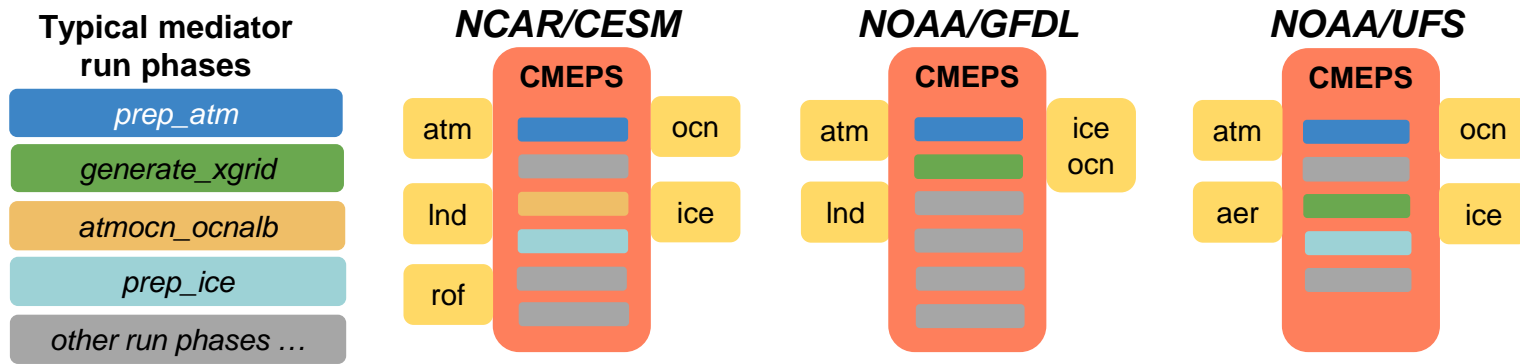 Typical mediator
run phases
prep_atm
generate_xgrid
atmocn_ocnalb
prep_ice
other run phases …
NCAR/CESM
CMEPS
atm
ocn
lnd
ice
rof
NOAA/GFDL
CMEPS
atm
ice
ocn
lnd
NOAA/UFS
CMEPS
atm
ocn
aer
ice